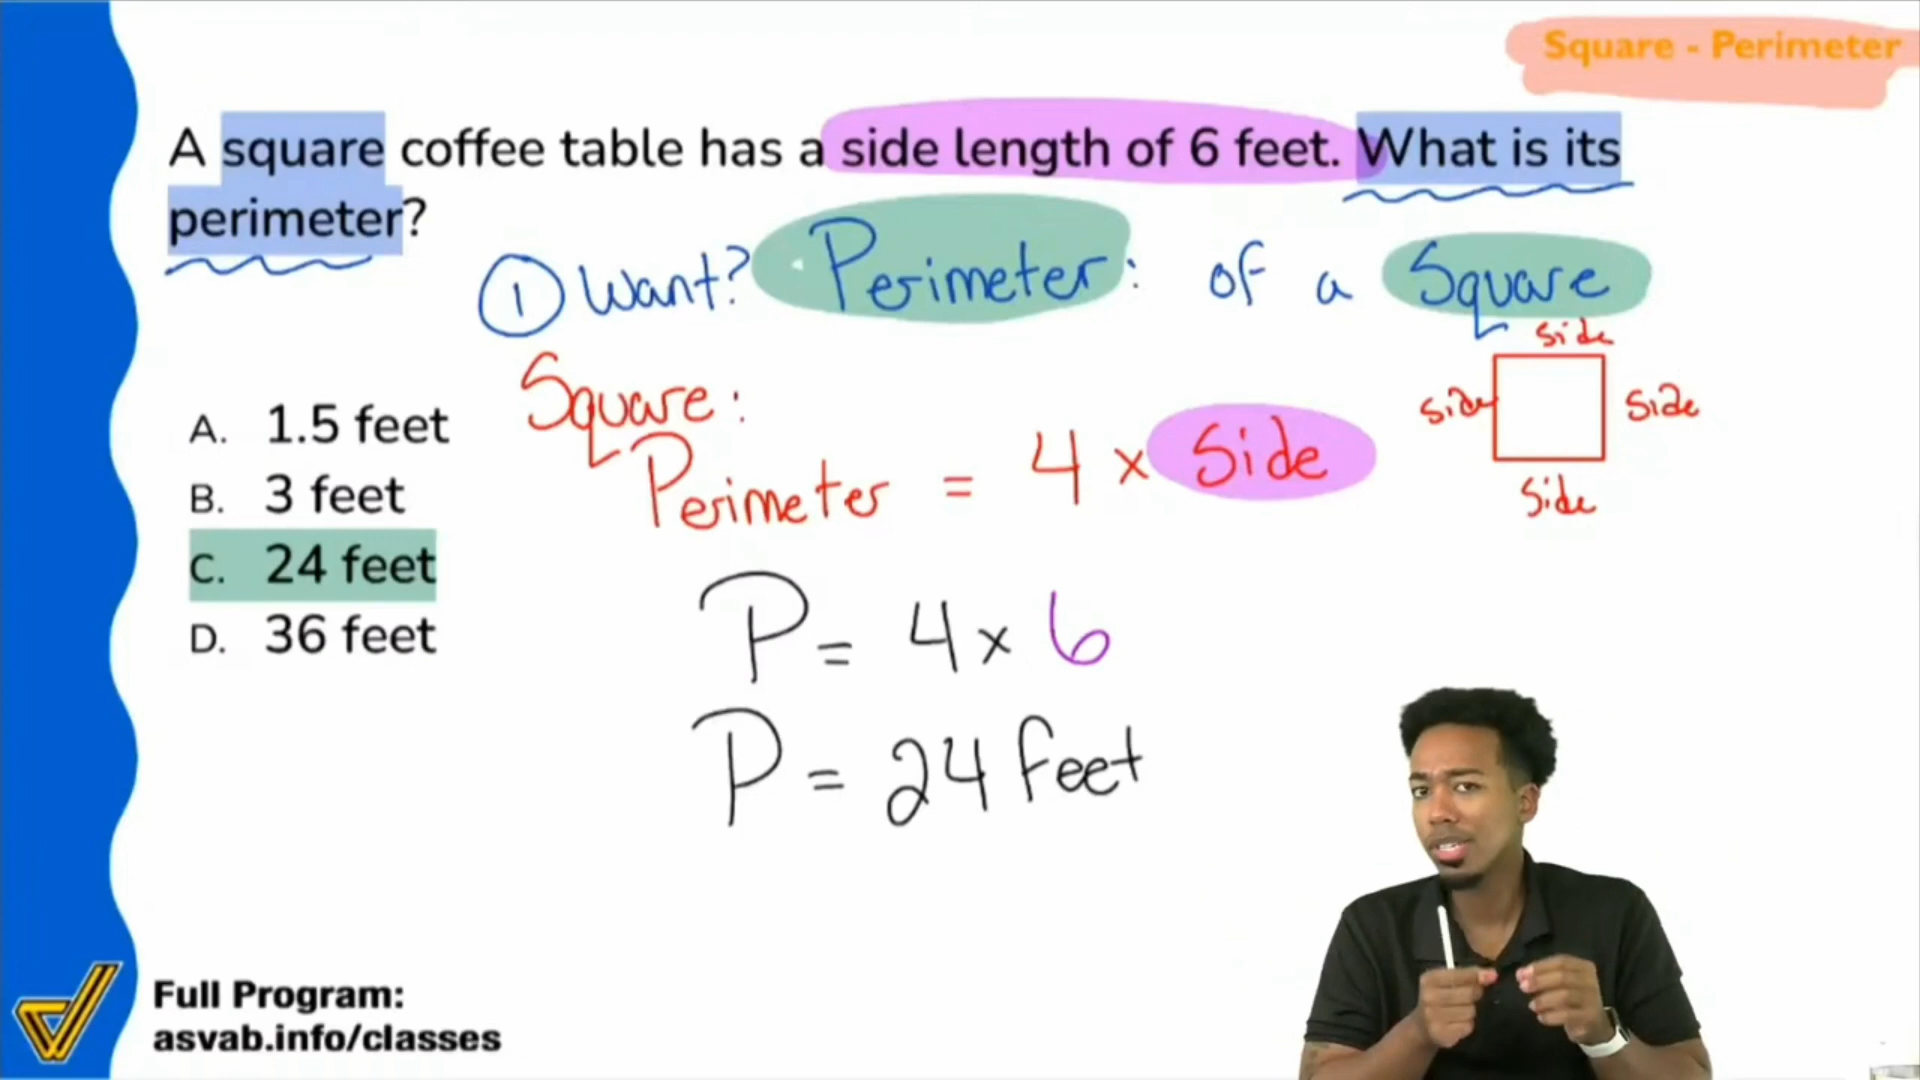 Square - Perimeter
A square coffee table has a side length of 6 feet. What is its
perimeter?
① Want? Perimeter: of a Square
Square:
Perimeter = 4 x Side
side
side
side
Side
A. 1.5 feet
B. 3 feet
C. 24 feet
D. 36 feet
P = 4 x 6
P = 24 feet
Full Program:
asvab.info/classes